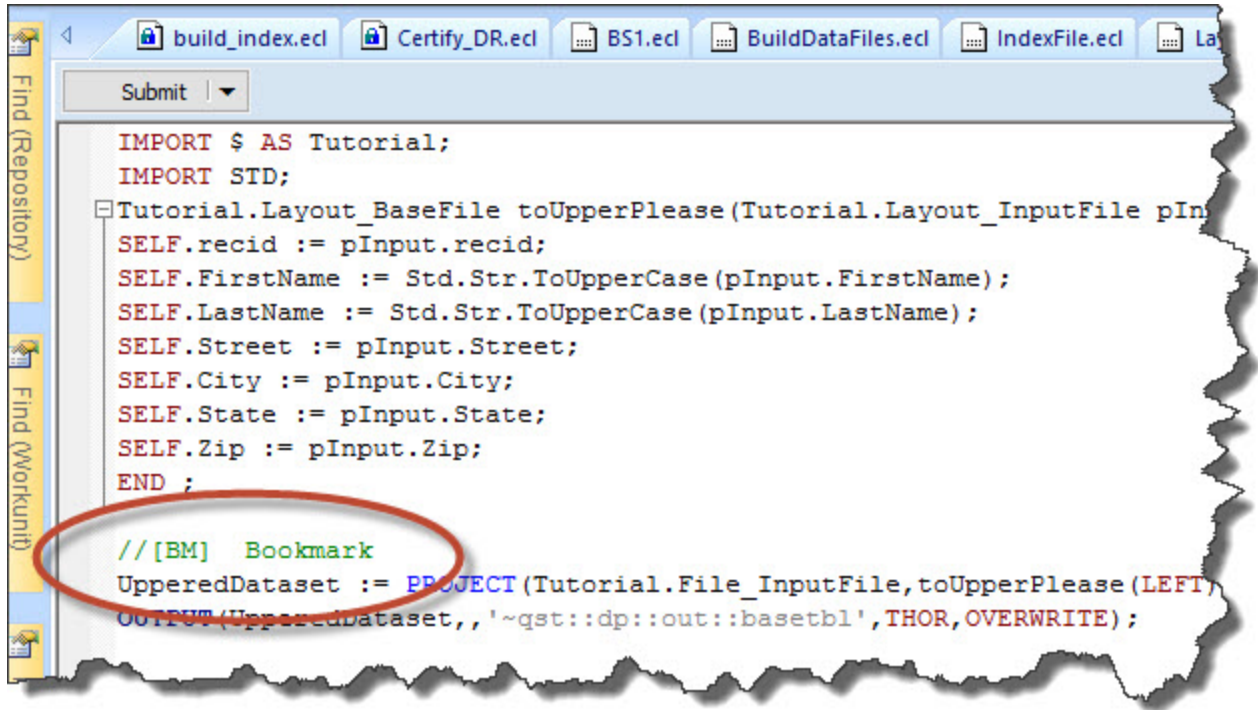 build_index.ecl Certify_DR.ecl BS1.ecl BuildDataFiles.ecl IndexFile.ecl
Submit
Find (Repository)
Find (Workunit)
IMPORT $ AS Tutorial;
IMPORT STD;
Tutorial.Layout_BaseFile toUpperPlease(Tutorial.Layout_InputFile
SELF.recid := pInput.recid;
SELF.FirstName := Std.Str.ToUpperCase(pInput.FirstName);
SELF.LastName := Std.Str.ToUpperCase(pInput.LastName);
SELF.Street := pInput.Street;
SELF.City := pInput.City;
SELF.State := pInput.State;
SELF.Zip := pInput.Zip;
END ;
//[BM] Bookmark
UpperedDataset := PROJECT(Tutorial.File_InputFile,toUpperPlease(LEFT)
OUTPUT(UpperedDataset,,'~qst::dp::out::basetbl',THOR,OVERWRITE);